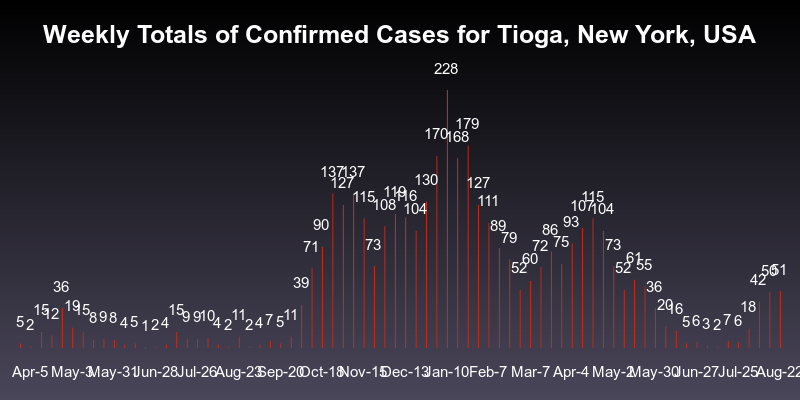 Weekly Totals of Confirmed Cases for Tioga, New York, USA
5 2 15 12 36 19 15 8 9 8 4 5 1 2 4 15 9 9 10 4 2 11 2 4 7 5 11 39 71 90 137 127 137 115 73 108 119 116 104 130 170 228 168 179 127 111 89 79 52 60 72 86 75 93 107 115 104 73 52 61 55 36 20 16 5 6 3 2 7 6 18 42 50 51
Apr-5 May-3 May-31 Jun-28 Jul-26 Aug-23 Sep-20 Oct-18 Nov-15 Dec-13 Jan-10 Feb-7 Mar-7 Apr-4 May-2 May-30 Jun-27 Jul-25 Aug-22